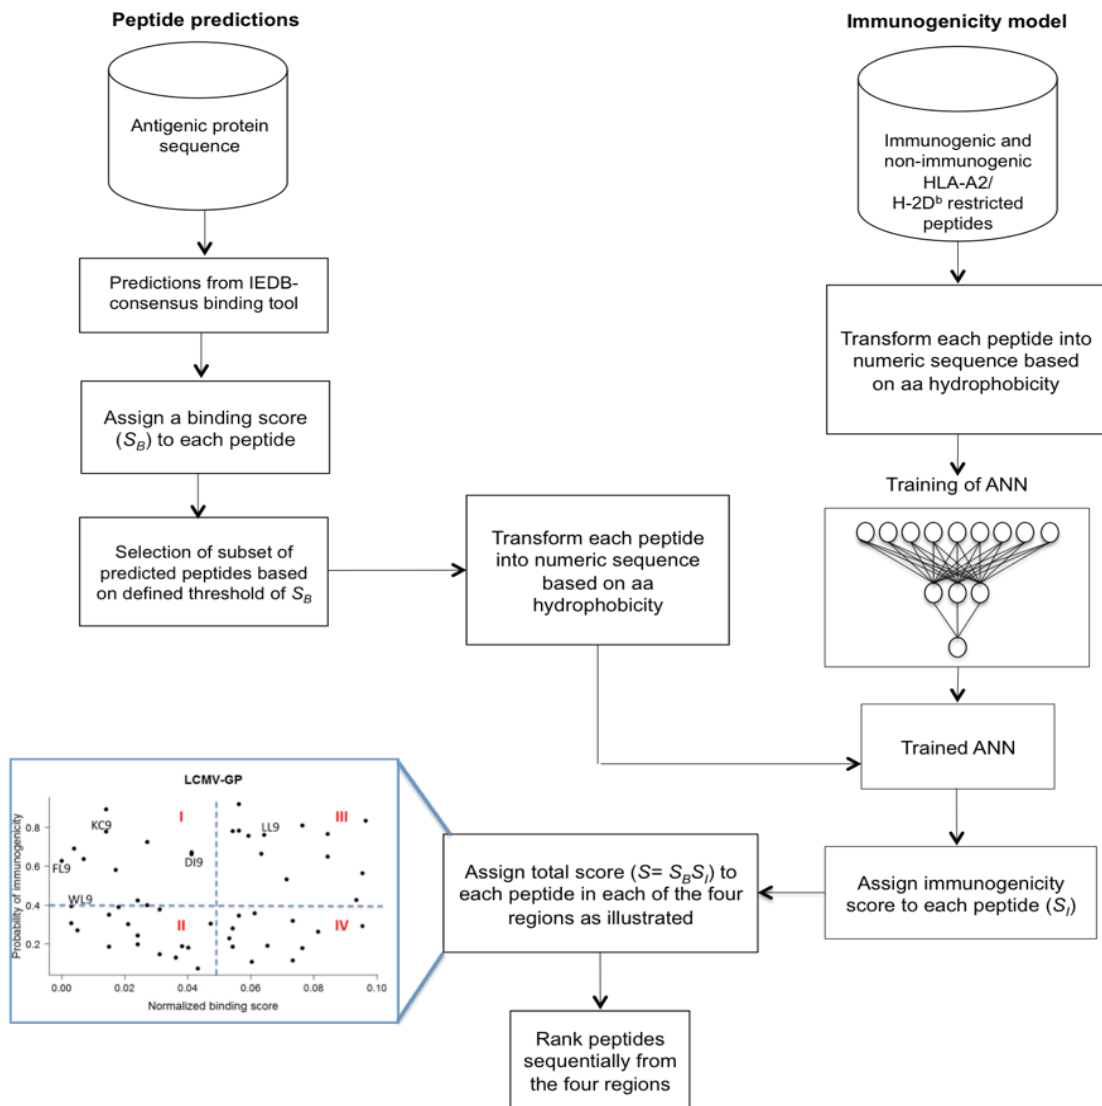 Peptide predictions
Antigenic protein
sequence
Predictions from IEDB-
consensus binding tool
Assign a binding score
(SB) to each peptide
Selection of subset of
predicted peptides based
on defined threshold of SB
Transform each peptide
into numeric sequence
based on aa
hydrophobicity
Immunogenicity model
Immunogenic and
non-immunogenic
HLA-A2/
H-2Dᵇ restricted
peptides
Transform each peptide into
numeric sequence based
on aa hydrophobicity
Training of ANN
Trained ANN
Assign immunogenicity
score to each peptide (SI)
Assign total score (S= SBSI) to
each peptide in each of the four
regions as illustrated
Rank peptides
sequentially from
the four regions
LCMV-GP
Probability of immunogenicity
0.8
0.6
0.4
0.2
I
III
II
IV
KC9
LL9
FL9
DI9
WL9
0.00 0.02 0.04 0.06 0.08 0.10
Normalized binding score